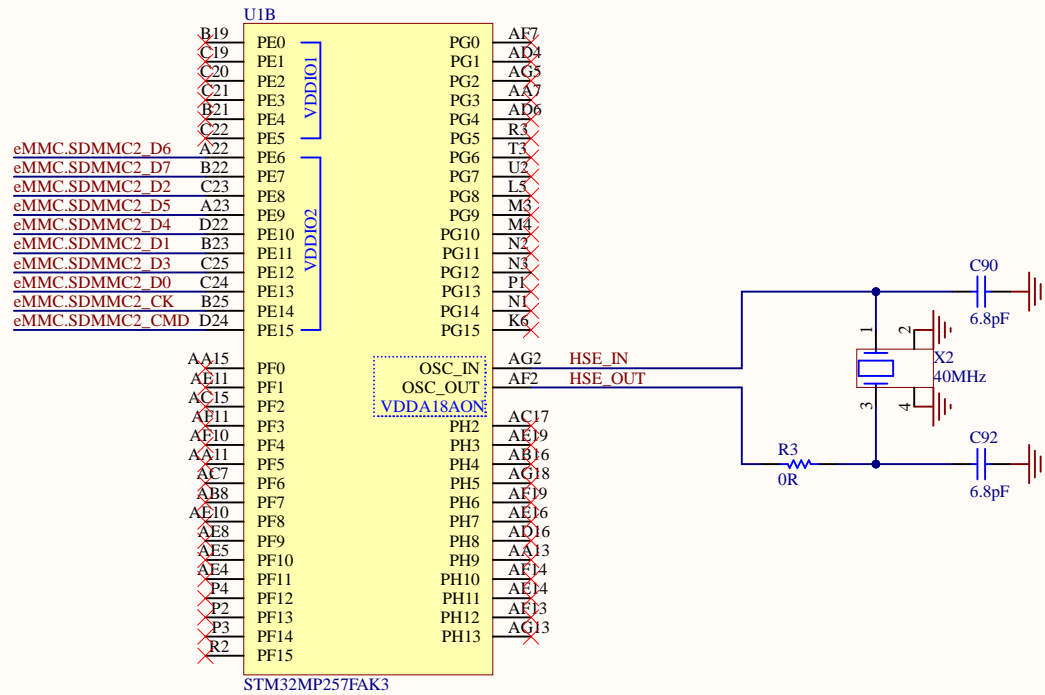 U1B
B19 PE0 PG0 AF7
C19 PE1 PG1 AD4
C20 PE2 PG2 AG5
C21 PE3 PG3 AA7
B21 PE4 PG4 AD6
C22 PE5 PG5 R3
VDDIO1
eMMC.SDMMC2_D6 A22 PE6 PG6 T3
eMMC.SDMMC2_D7 B22 PE7 PG7 U2
eMMC.SDMMC2_D2 C23 PE8 PG8 L5
eMMC.SDMMC2_D5 A23 PE9 PG9 M3
eMMC.SDMMC2_D4 D22 PE10 PG10 M4
eMMC.SDMMC2_D1 B23 PE11 PG11 N2
eMMC.SDMMC2_D3 C25 PE12 PG12 N3
eMMC.SDMMC2_D0 C24 PE13 PG13 P1
eMMC.SDMMC2_CK B25 PE14 PG14 N1
eMMC.SDMMC2_CMD D24 PE15 PG15 K6
VDDIO2
AA15 PF0 OSC_IN AG2 HSE_IN
AE11 PF1 OSC_OUT AF2 HSE_OUT
AC15 PF2 VDDA18AON
AF11 PF3 PH2 AC17
AF10 PF4 PH3 AE19
AA11 PF5 PH4 AB16
AC7 PF6 PH5 AG18
AB8 PF7 PH6 AF19
AE10 PF8 PH7 AE16
AE8 PF9 PH8 AD16
AE5 PF10 PH9 AA13
AE4 PF11 PH10 AF14
P4 PF12 PH11 AE14
P2 PF13 PH12 AF13
P3 PF14 PH13 AG13
R2 PF15
STM32MP257FAK3
C90
6.8pF
1 2
X2
40MHz
3 4
R3
0R
C92
6.8pF